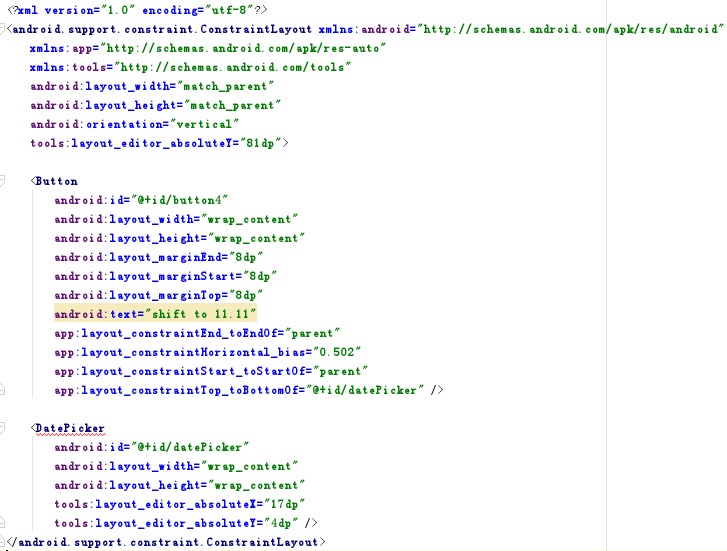 <?xml version="1.0" encoding="utf-8"?>
<android.support.constraint.ConstraintLayout xmlns:android="http://schemas.android.com/apk/res/android"
    xmlns:app="http://schemas.android.com/apk/res-auto"
    xmlns:tools="http://schemas.android.com/tools"
    android:layout_width="match_parent"
    android:layout_height="match_parent"
    android:orientation="vertical"
    tools:layout_editor_absoluteY="81dp">
    <Button
        android:id="@+id/button4"
        android:layout_width="wrap_content"
        android:layout_height="wrap_content"
        android:layout_marginEnd="8dp"
        android:layout_marginStart="8dp"
        android:layout_marginTop="8dp"
        android:text="shift to 11.11"
        app:layout_constraintEnd_toEndOf="parent"
        app:layout_constraintHorizontal_bias="0.502"
        app:layout_constraintStart_toStartOf="parent"
        app:layout_constraintTop_toBottomOf="@+id/datePicker" />
    <DatePicker
        android:id="@+id/datePicker"
        android:layout_width="wrap_content"
        android:layout_height="wrap_content"
        tools:layout_editor_absoluteX="17dp"
        tools:layout_editor_absoluteY="4dp" />
</android.support.constraint.ConstraintLayout>